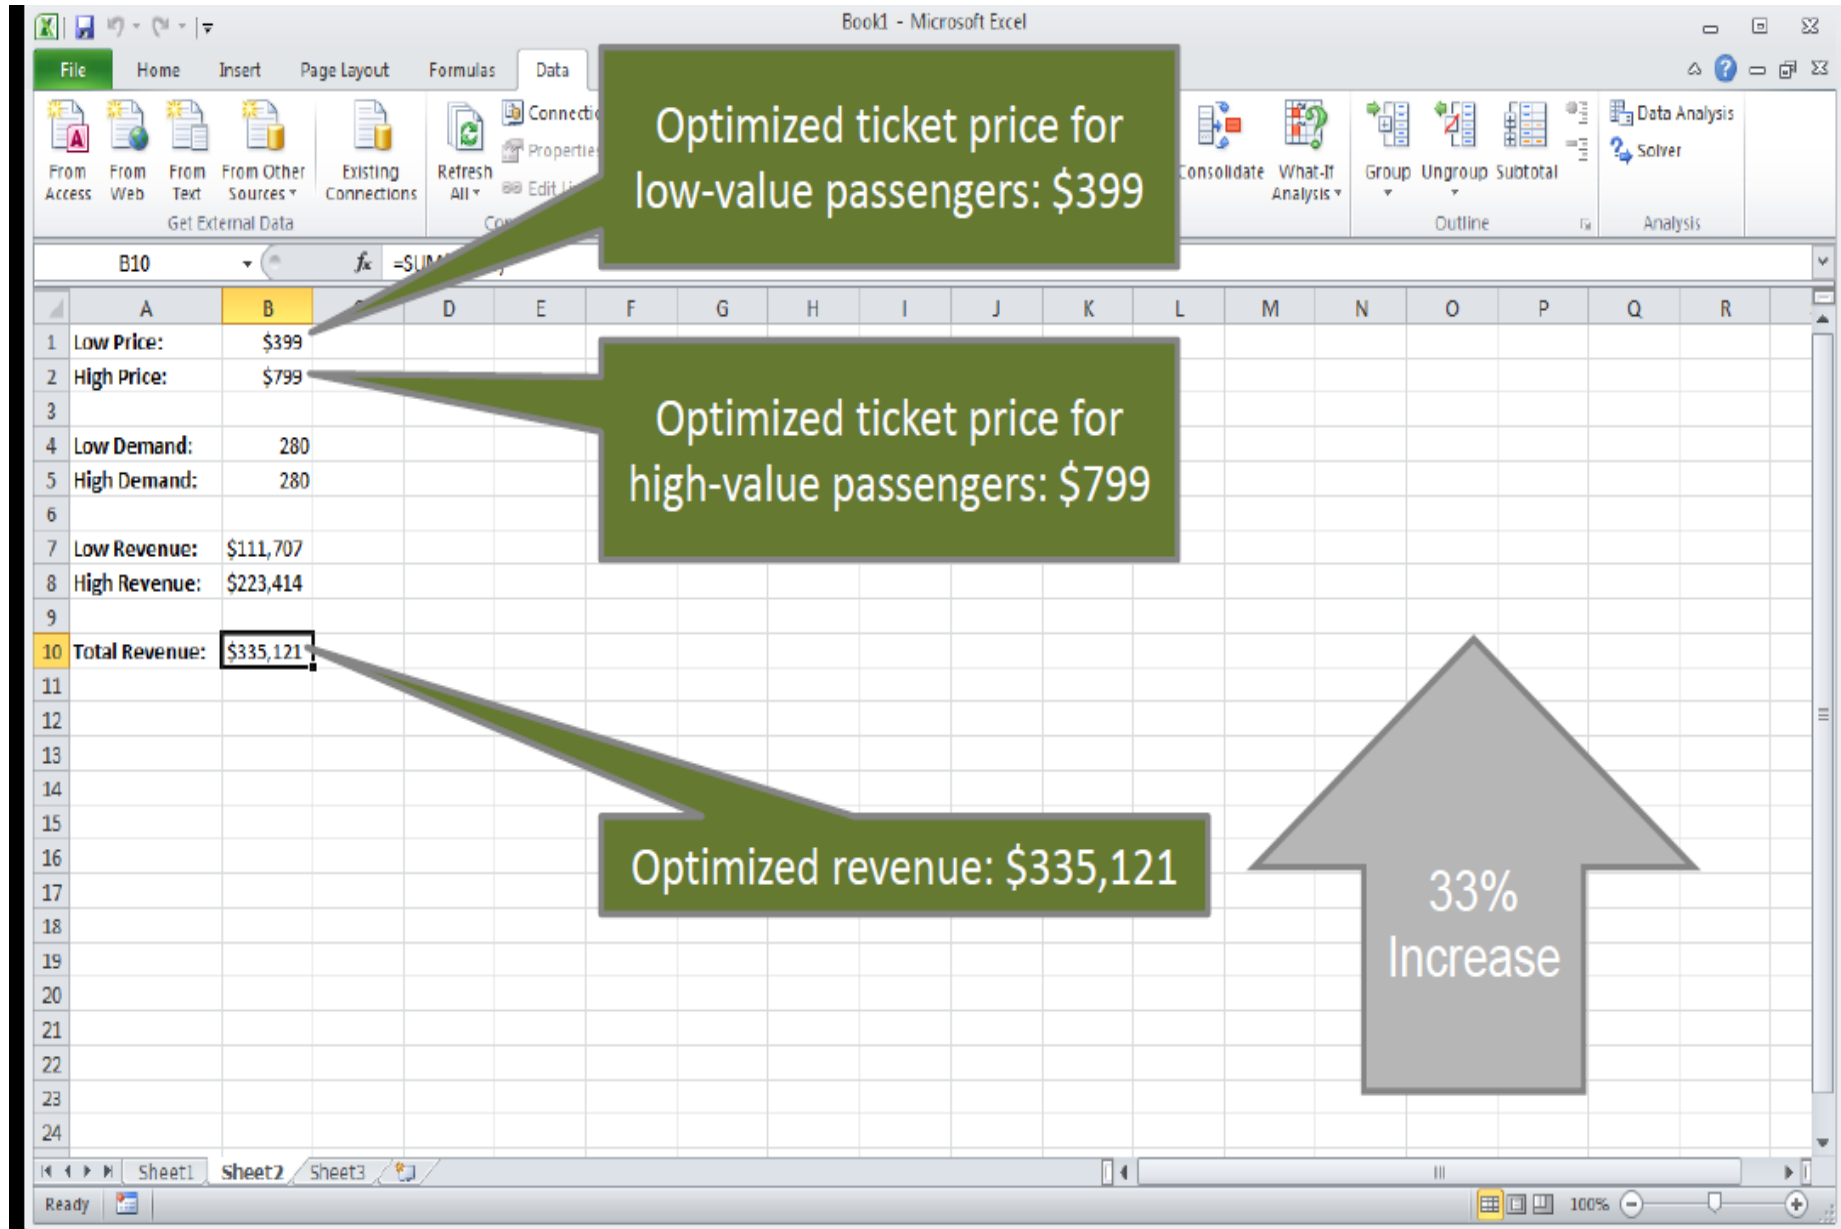 Book1 - Microsoft Excel
File Home Insert Page Layout Formulas Data
From Access
From Web
From Text
From Other Sources
Existing Connections
Refresh All
Edit
Consolidate
What-If Analysis
Group
Ungroup
Subtotal
Data Analysis
Solver
Get External Data
Outline
Analysis
B10
fx
A B D E F G H I J K L M N O P Q R
1 Low Price: $399
2 High Price: $799
3
4 Low Demand: 280
5 High Demand: 280
6
7 Low Revenue: $111,707
8 High Revenue: $223,414
9
10 Total Revenue: $335,121
11
12
13
14
15
16
17
18
19
20
21
22
23
24
Optimized ticket price for
low-value passengers: $399
Optimized ticket price for
high-value passengers: $799
Optimized revenue: $335,121
33%
Increase
Sheet1 Sheet2 Sheet3
Ready
100%